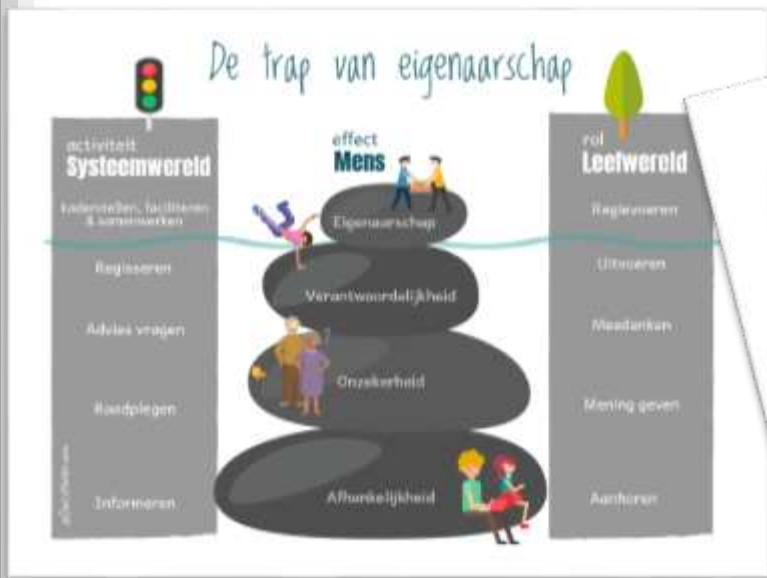 De trap van eigenaarschap
activiteit
Systeemwereld
kaderstellen, faciliteren
& samenwerken
Regisseren
Advies vragen
Raadplegen
Informeren
effect
Mens
Eigenaarschap
Verantwoordelijkheid
Onzekerheid
Afhankelijkheid
rol
Leefwereld
Regievoeren
Uitvoeren
Meedenken
Mening geven
Aanhoren